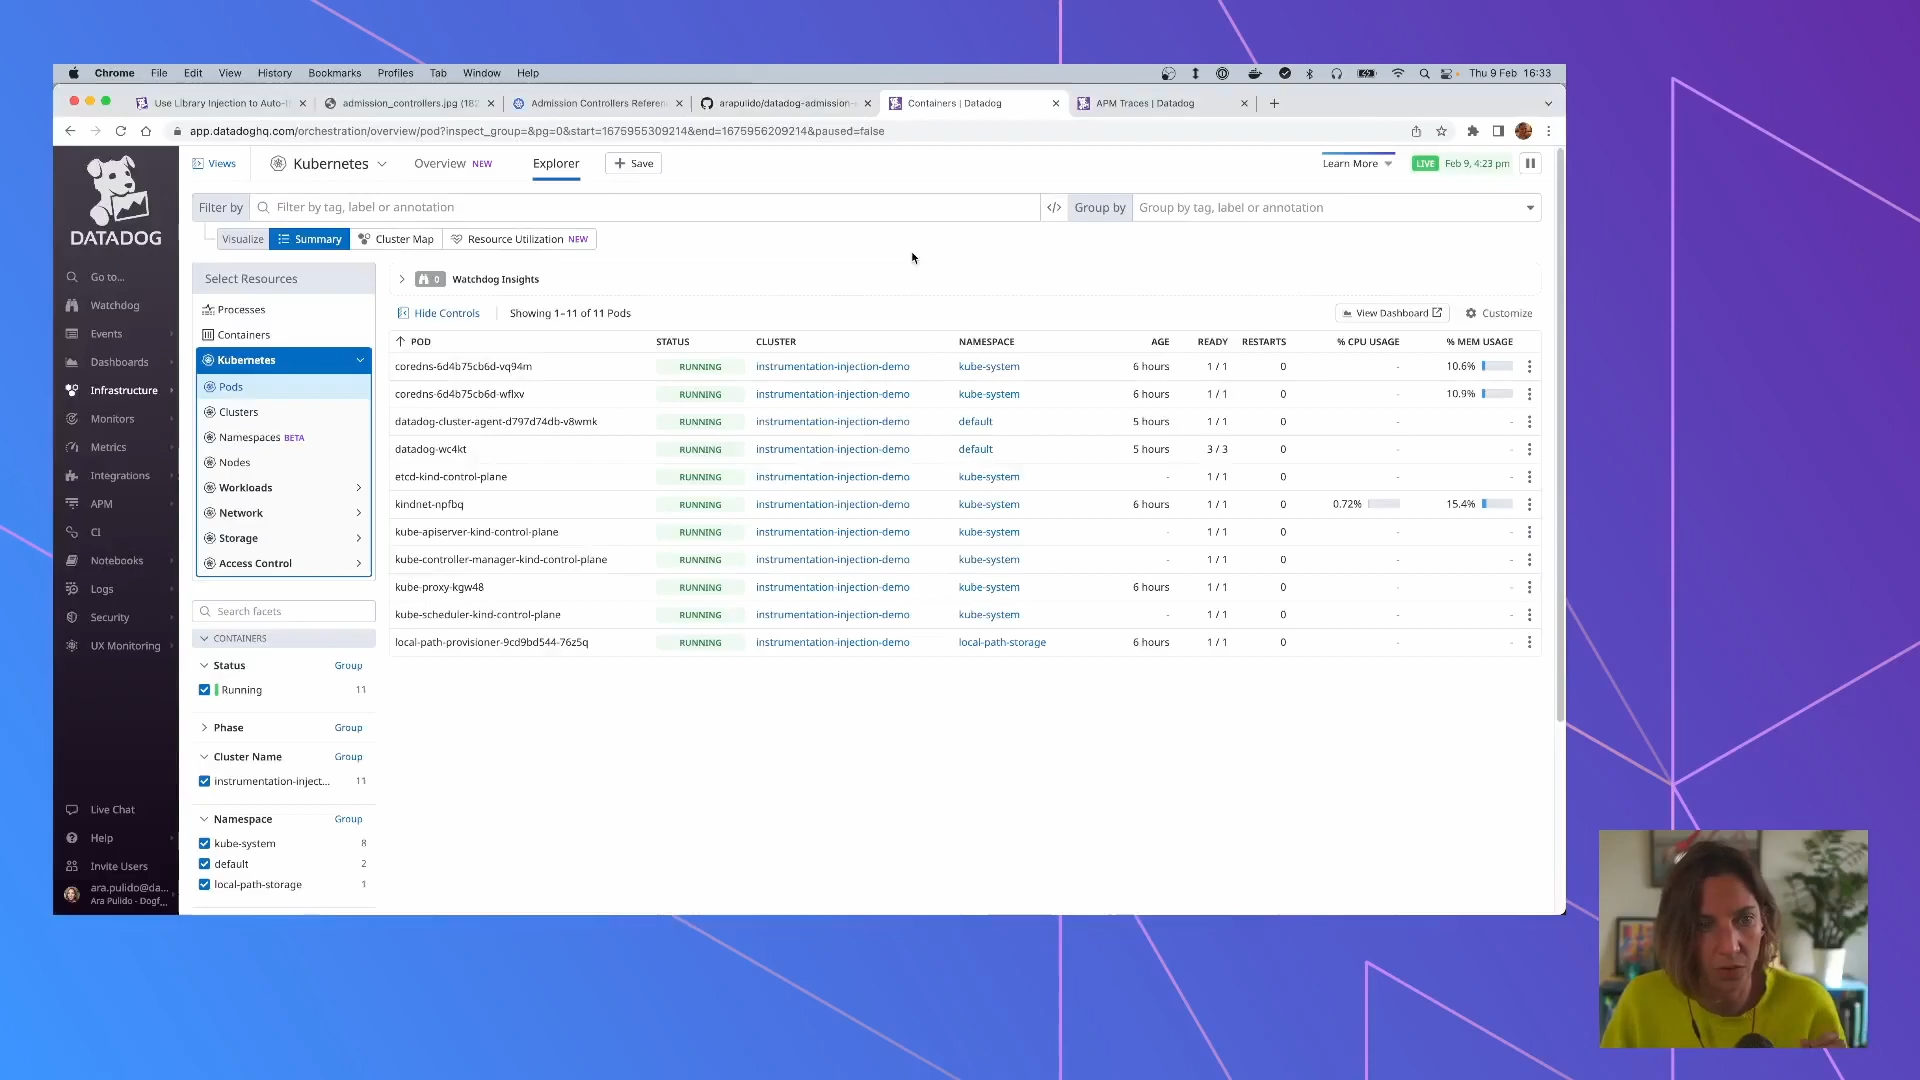 Chrome File Edit View History Bookmarks Profiles Tab Window Help Thu 9 Feb 16:33
Use Library Injection to Auto-I admission_controllers.jpg (182 Admission Controllers Referen arapulido/datadog-admission- Containers | Datadog APM Traces | Datadog
app.datadoghq.com/orchestration/overview/pod?inspect_group=&pg=0&start=1675955309214&end=1675956209214&paused=false
DATADOG
Go to...
Watchdog
Events
Dashboards
Infrastructure
Monitors
Metrics
Integrations
APM
CI
Notebooks
Logs
Security
UX Monitoring
Live Chat
Help
Invite Users
ara.pulido@da...
Ara Pulido - Dogf...
Views Kubernetes Overview NEW Explorer + Save Learn More LIVE Feb 9, 4:23 pm
Filter by Filter by tag, label or annotation </> Group by Group by tag, label or annotation
Visualize Summary Cluster Map Resource Utilization NEW
Select Resources
Processes
Containers
Kubernetes
Pods
Clusters
Namespaces BETA
Nodes
Workloads
Network
Storage
Access Control
Search facets
CONTAINERS
Status Group
Running 11
Phase Group
Cluster Name Group
instrumentation-inject... 11
Namespace Group
kube-system 8
default 2
local-path-storage 1
0 Watchdog Insights
Hide Controls Showing 1–11 of 11 Pods View Dashboard Customize
POD STATUS CLUSTER NAMESPACE AGE READY RESTARTS % CPU USAGE % MEM USAGE
coredns-6d4b75cb6d-vq94m RUNNING instrumentation-injection-demo kube-system 6 hours 1 / 1 0 - 10.6%
coredns-6d4b75cb6d-wflxv RUNNING instrumentation-injection-demo kube-system 6 hours 1 / 1 0 - 10.9%
datadog-cluster-agent-d797d74db-v8wmk RUNNING instrumentation-injection-demo default 5 hours 1 / 1 0 - -
datadog-wc4kt RUNNING instrumentation-injection-demo default 5 hours 3 / 3 0 - -
etcd-kind-control-plane RUNNING instrumentation-injection-demo kube-system - 1 / 1 0 - -
kindnet-npfbq RUNNING instrumentation-injection-demo kube-system 6 hours 1 / 1 0 0.72% 15.4%
kube-apiserver-kind-control-plane RUNNING instrumentation-injection-demo kube-system - 1 / 1 0 - -
kube-controller-manager-kind-control-plane RUNNING instrumentation-injection-demo kube-system - 1 / 1 0 - -
kube-proxy-kgw48 RUNNING instrumentation-injection-demo kube-system 6 hours 1 / 1 0 - -
kube-scheduler-kind-control-plane RUNNING instrumentation-injection-demo kube-system - 1 / 1 0 - -
local-path-provisioner-9cd9bd544-76z5q RUNNING instrumentation-injection-demo local-path-storage 6 hours 1 / 1 0 - -